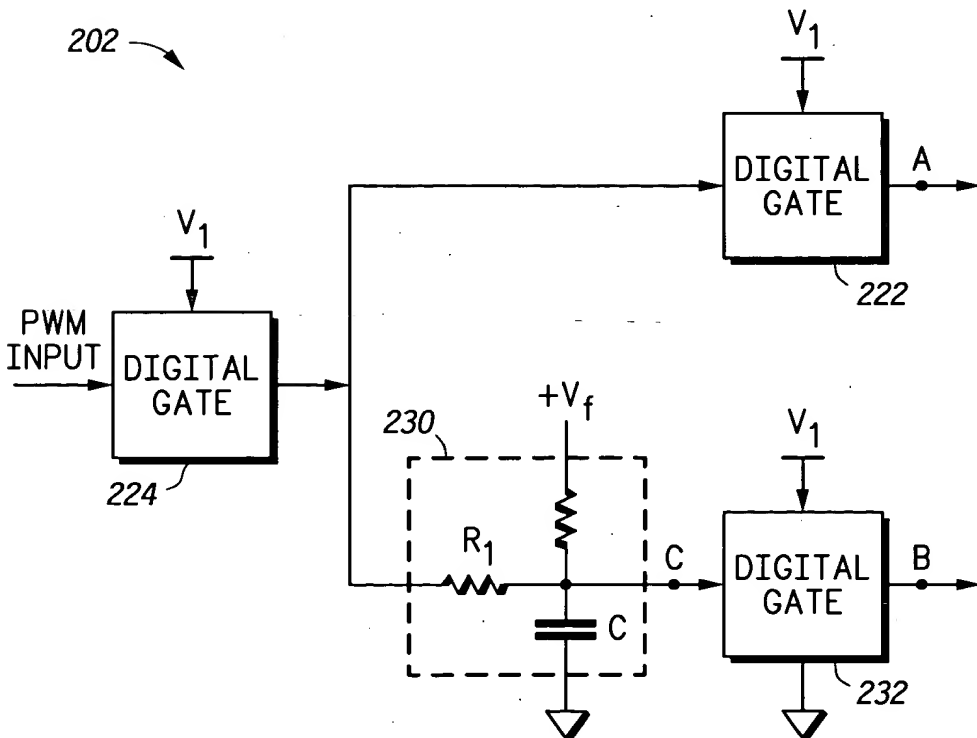 202
V1
DIGITAL
GATE
A
222
V1
PWM
INPUT
DIGITAL
GATE
224
+Vf
230
R1
C
C
V1
DIGITAL
GATE
B
232